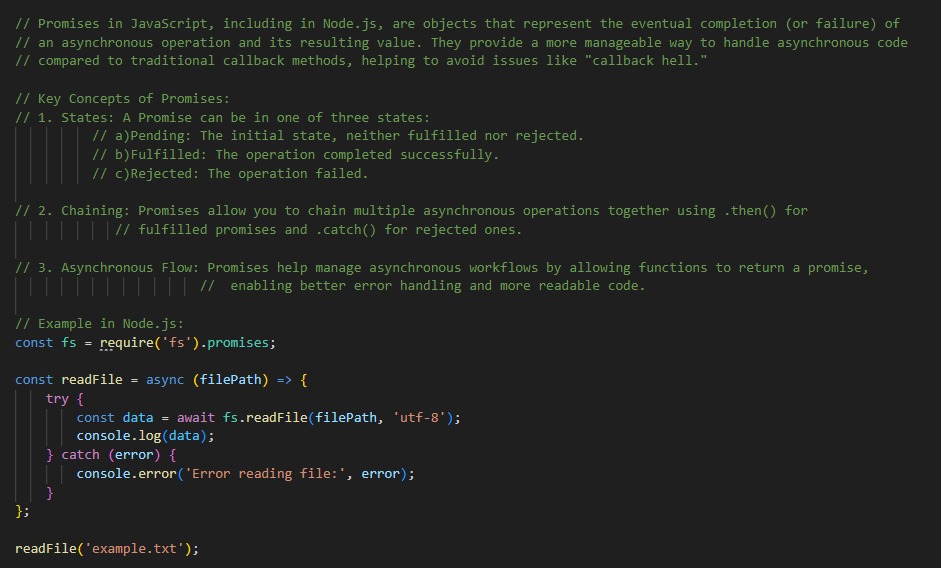 // Promises in JavaScript, including in Node.js, are objects that represent the eventual completion (or failure) of
// an asynchronous operation and its resulting value. They provide a more manageable way to handle asynchronous code
// compared to traditional callback methods, helping to avoid issues like "callback hell."

// Key Concepts of Promises:
// 1. States: A Promise can be in one of three states:
          // a)Pending: The initial state, neither fulfilled nor rejected.
          // b)Fulfilled: The operation completed successfully.
          // c)Rejected: The operation failed.

// 2. Chaining: Promises allow you to chain multiple asynchronous operations together using .then() for
             // fulfilled promises and .catch() for rejected ones.

// 3. Asynchronous Flow: Promises help manage asynchronous workflows by allowing functions to return a promise,
                        //  enabling better error handling and more readable code.

// Example in Node.js:
const fs = require('fs').promises;

const readFile = async (filePath) => {
    try {
        const data = await fs.readFile(filePath, 'utf-8');
        console.log(data);
    } catch (error) {
        console.error('Error reading file:', error);
    }
};

readFile('example.txt');